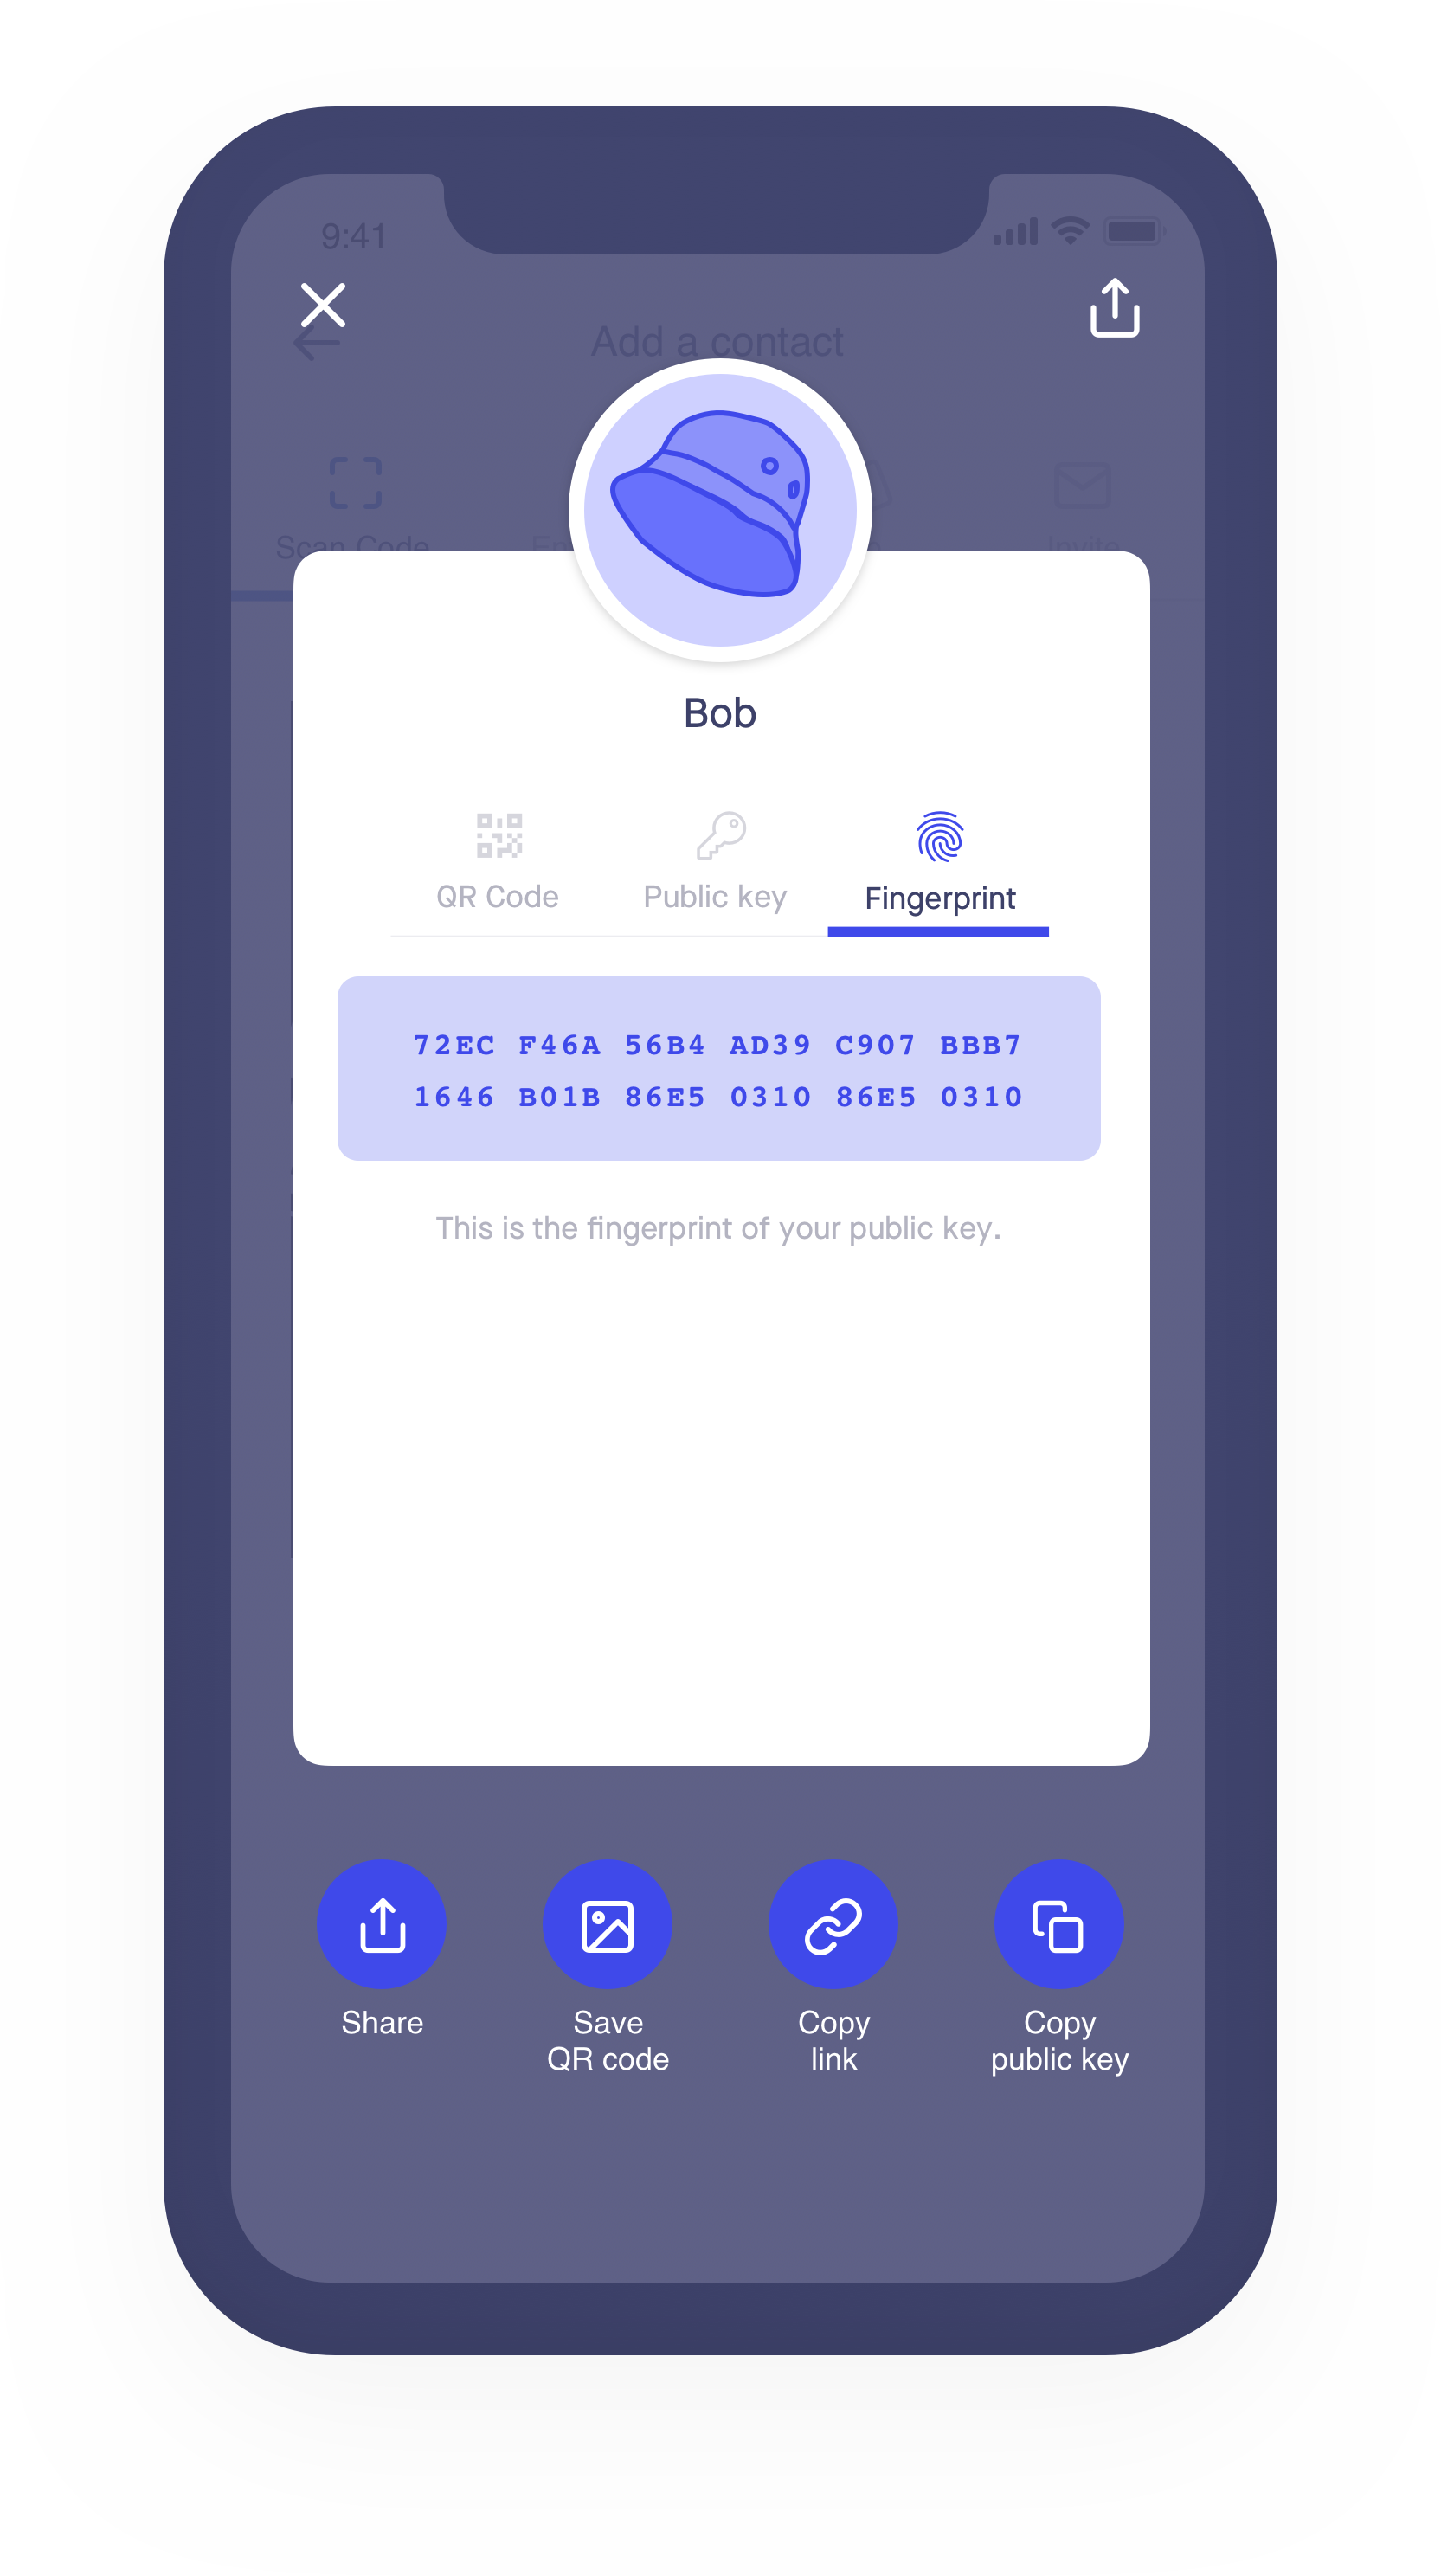 9:41
Add a contact
Scan Code
Invite
Bob
QR Code Public key Fingerprint
72EC F46A 56B4 AD39 C907 BBB7
1646 B01B 86E5 0310 86E5 0310
This is the fingerprint of your public key.
Share
Save
QR code
Copy
link
Copy
public key